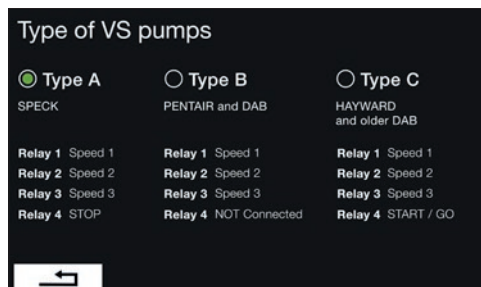 Type of VS pumps
Type A
SPECK
Relay 1 Speed 1
Relay 2 Speed 2
Relay 3 Speed 3
Relay 4 STOP
Type B
PENTAIR and DAB
Relay 1 Speed 1
Relay 2 Speed 2
Relay 3 Speed 3
Relay 4 NOT Connected
Type C
HAYWARD
and older DAB
Relay 1 Speed 1
Relay 2 Speed 2
Relay 3 Speed 3
Relay 4 START / GO